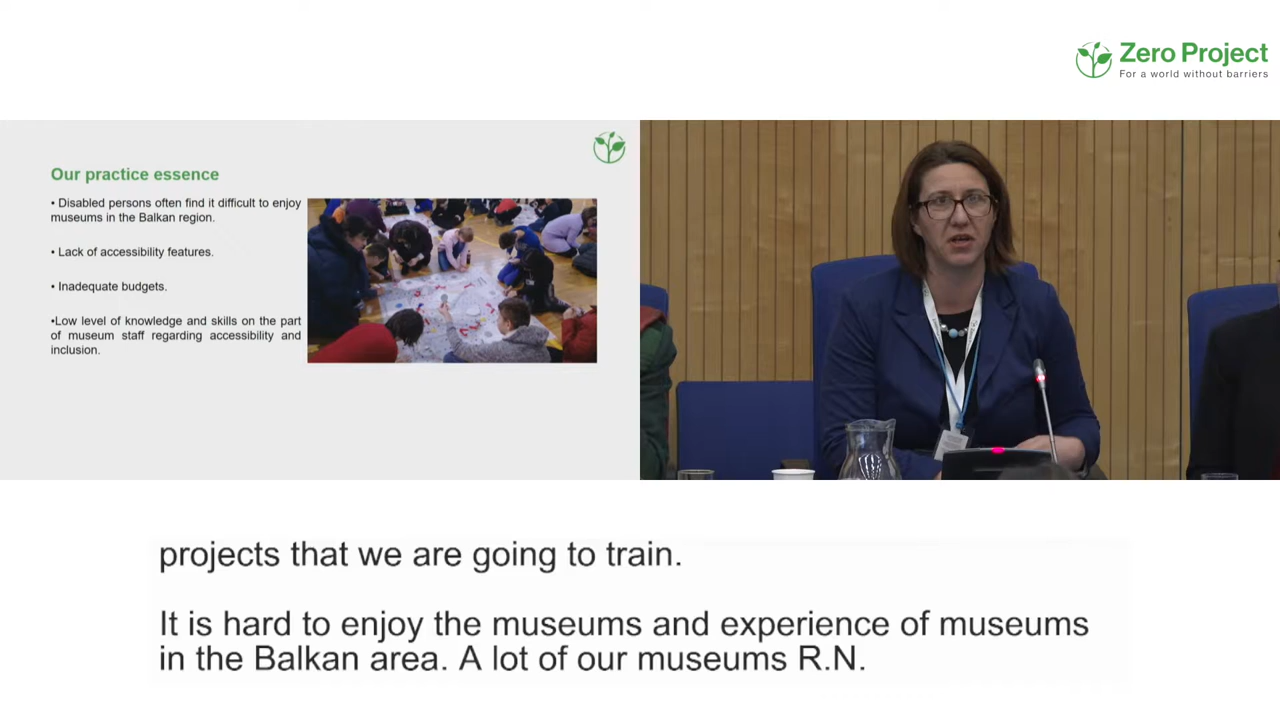 Zero Project
For a world without barriers
Our practice essence
• Disabled persons often find it difficult to enjoy
museums in the Balkan region.
• Lack of accessibility features.
• Inadequate budgets.
•Low level of knowledge and skills on the part
of museum staff regarding accessibility and
inclusion.
projects that we are going to train.
It is hard to enjoy the museums and experience of museums
in the Balkan area. A lot of our museums R.N.